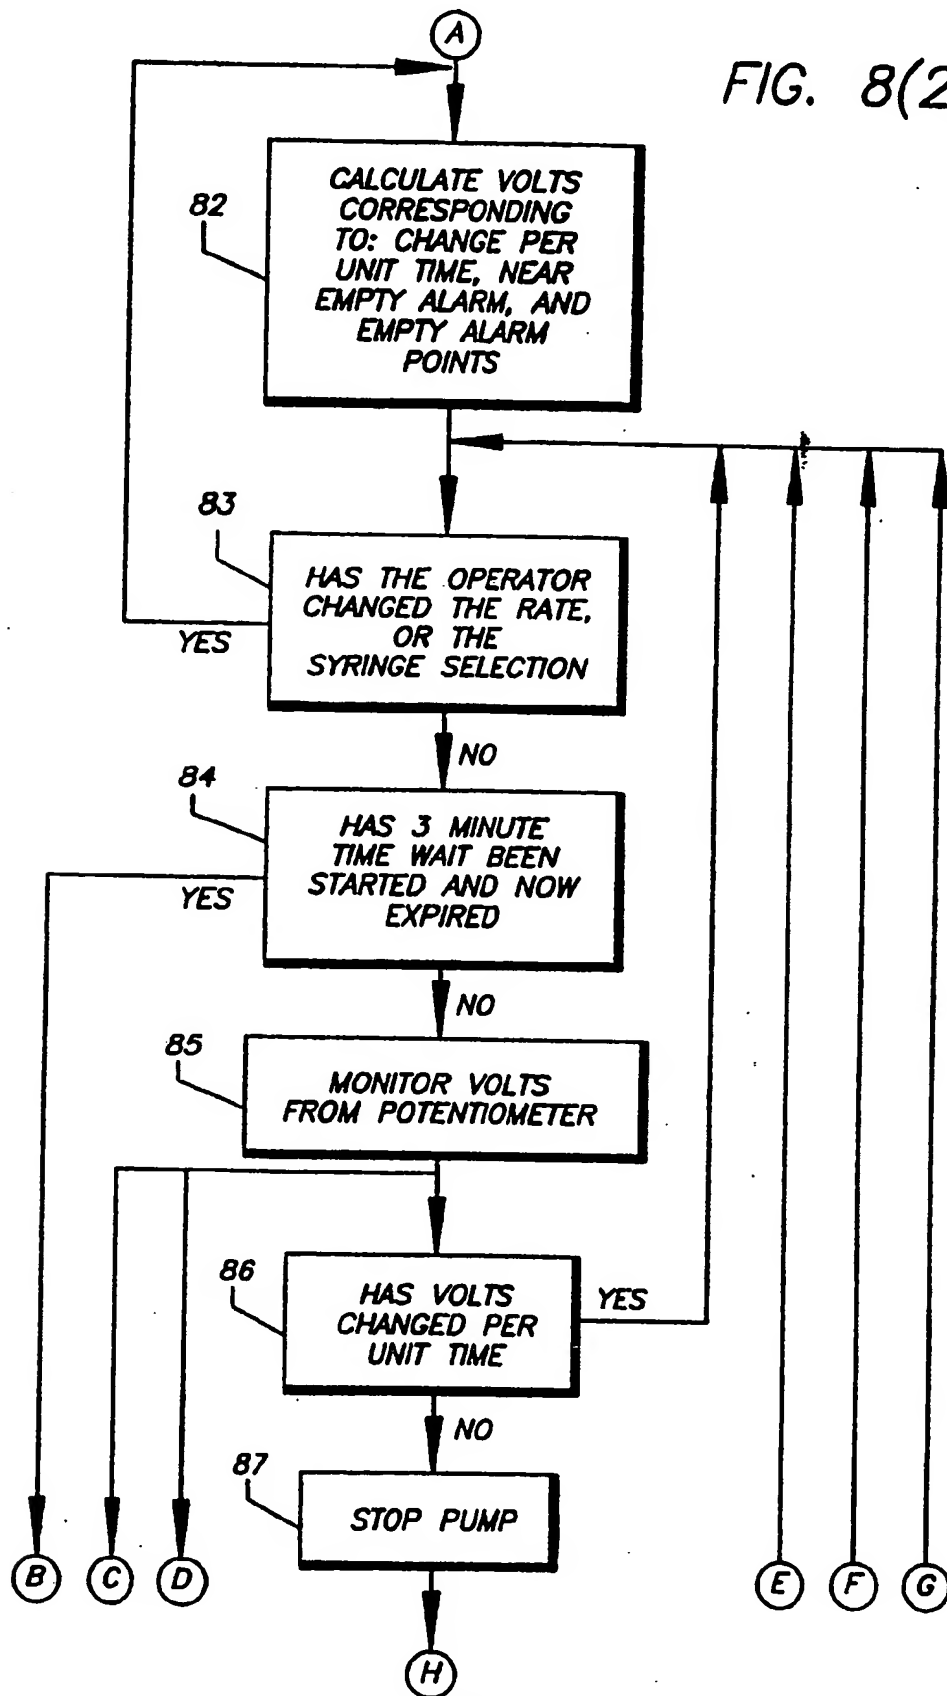 A
FIG. 8(2
82
CALCULATE VOLTS
CORRESPONDING
TO: CHANGE PER
UNIT TIME, NEAR
EMPTY ALARM, AND
EMPTY ALARM
POINTS
83
HAS THE OPERATOR
CHANGED THE RATE,
OR THE
SYRINGE SELECTION
YES
NO
84
HAS 3 MINUTE
TIME WAIT BEEN
STARTED AND NOW
EXPIRED
YES
NO
85
MONITOR VOLTS
FROM POTENTIOMETER
86
HAS VOLTS
CHANGED PER
UNIT TIME
YES
NO
87
STOP PUMP
B
C
D
E
F
G
H